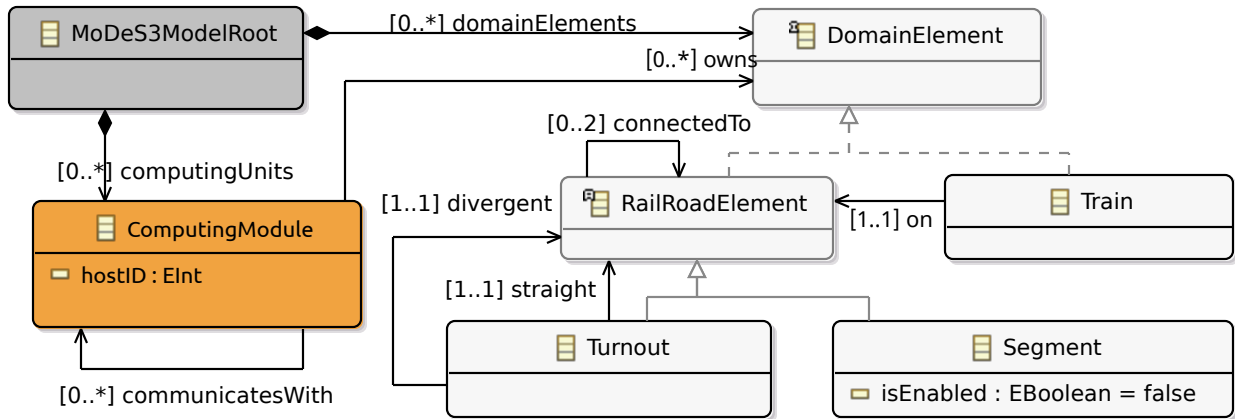 MoDeS3ModelRoot
[0..*] domainElements
DomainElement
[0..*] owns
[0..2] connectedTo
[0..*] computingUnits
[1..1] divergent
RailRoadElement
Train
[1..1] on
ComputingModule
hostID : EInt
[1..1] straight
Turnout
Segment
[0..*] communicatesWith
isEnabled : EBoolean = false